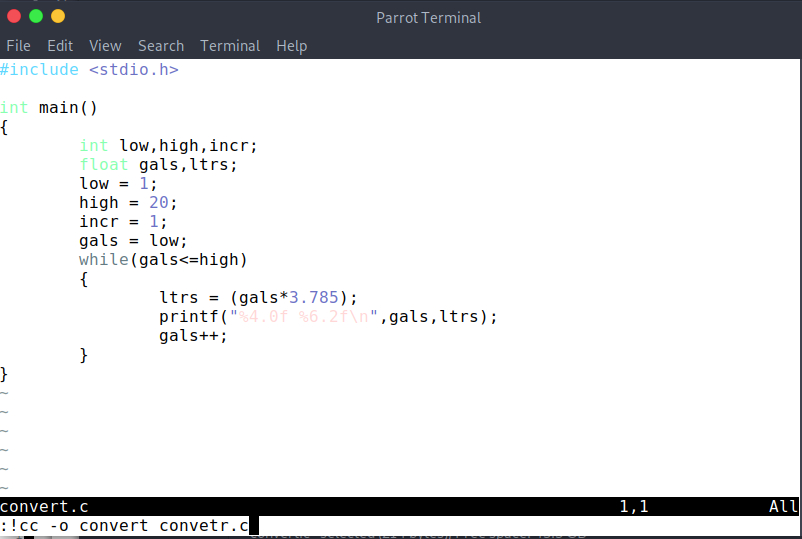 Parrot Terminal
File Edit View Search Terminal Help
#include <stdio.h>
int main()
{
int low,high,incr;
float gals,ltrs;
low = 1;
high = 20;
incr = 1;
gals = low;
while(gals<=high)
{
ltrs = (gals*3.785);
printf("%4.0f %6.2f\n",gals,ltrs);
gals++;
}
}
~
~
~
~
~
~
convert.c 1,1 All
:!cc -o convert convetr.c